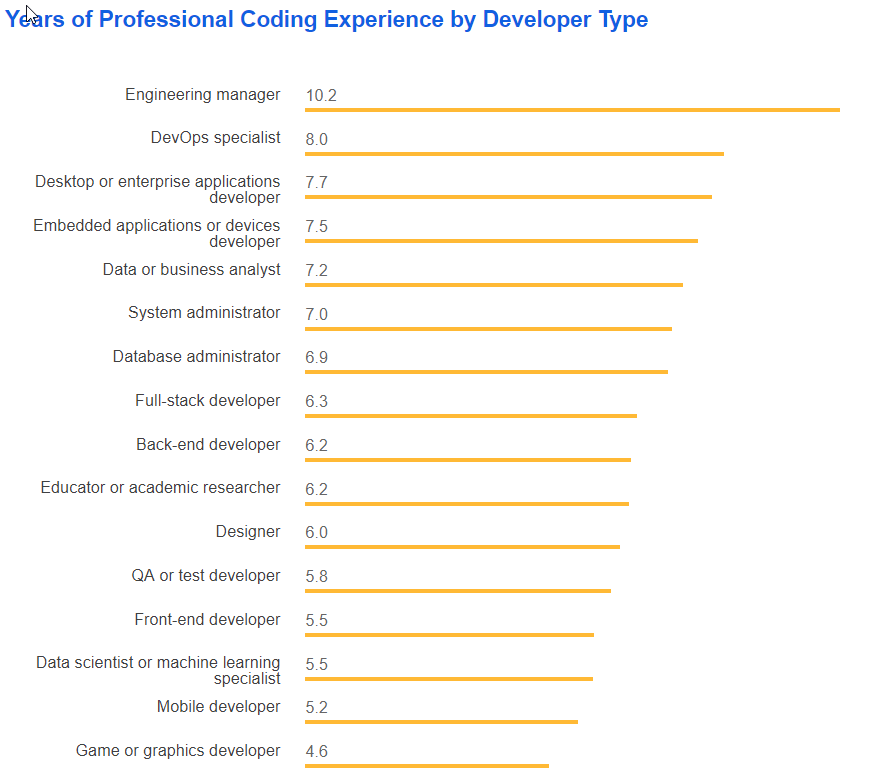 Years of Professional Coding Experience by Developer Type
Engineering manager 10.2
DevOps specialist 8.0
Desktop or enterprise applications
developer 7.7
Embedded applications or devices
developer 7.5
Data or business analyst 7.2
System administrator 7.0
Database administrator 6.9
Full-stack developer 6.3
Back-end developer 6.2
Educator or academic researcher 6.2
Designer 6.0
QA or test developer 5.8
Front-end developer 5.5
Data scientist or machine learning
specialist 5.5
Mobile developer 5.2
Game or graphics developer 4.6